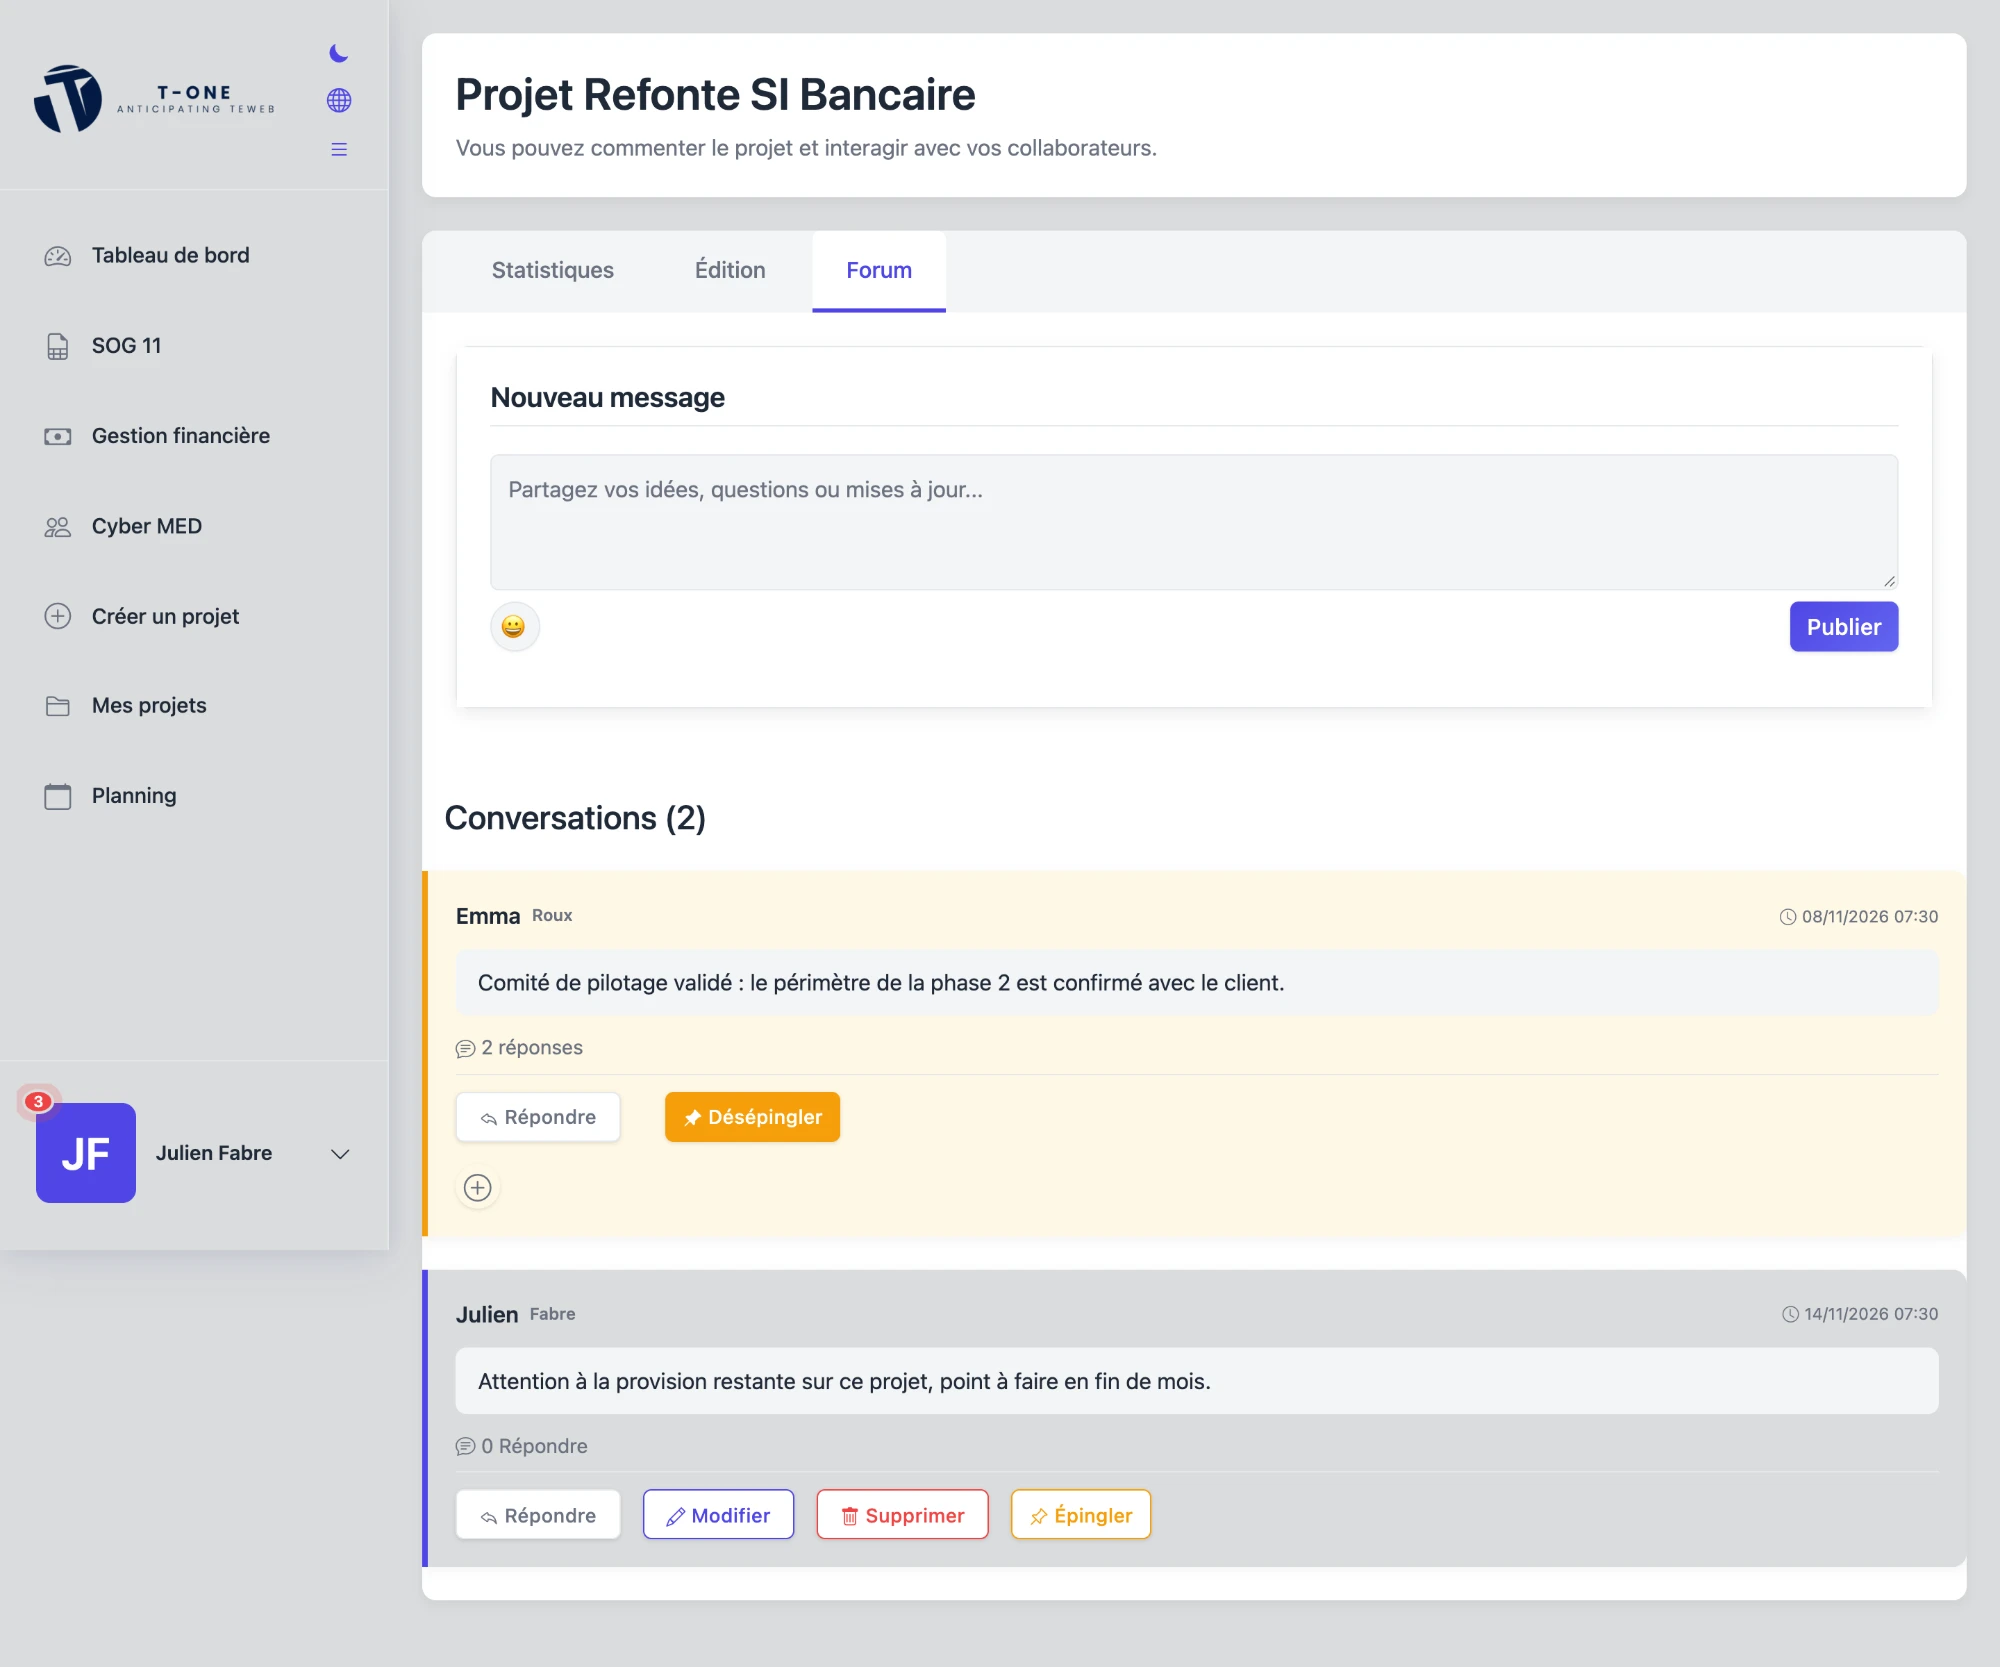 T-ONE
ANTICIPATING TEWEB
Tableau de bord
SOG 11
Gestion financière
Cyber MED
Créer un projet
Mes projets
Planning
3
JF
Julien Fabre
Projet Refonte SI Bancaire
Vous pouvez commenter le projet et interagir avec vos collaborateurs.
Statistiques
Édition
Forum
Nouveau message
Partagez vos idées, questions ou mises à jour...
Publier
Conversations (2)
Emma Roux
08/11/2026 07:30
Comité de pilotage validé : le périmètre de la phase 2 est confirmé avec le client.
2 réponses
Répondre
Désépingler
Julien Fabre
14/11/2026 07:30
Attention à la provision restante sur ce projet, point à faire en fin de mois.
0 Répondre
Répondre
Modifier
Supprimer
Épingler